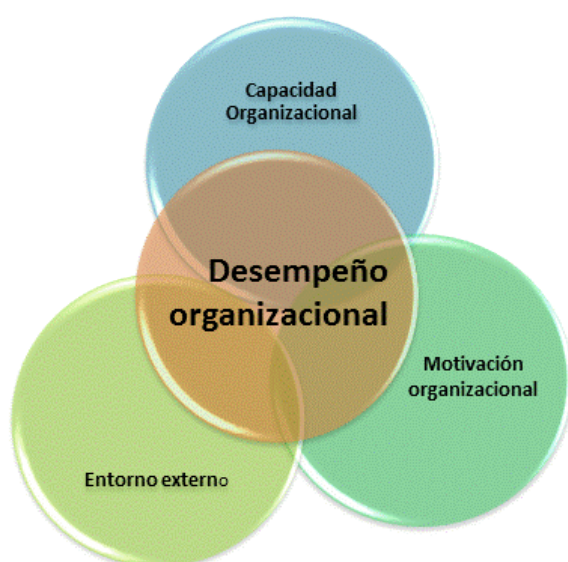 Capacidad
Organizacional
Desempeño
organizacional
Motivación
organizacional
Entorno externo